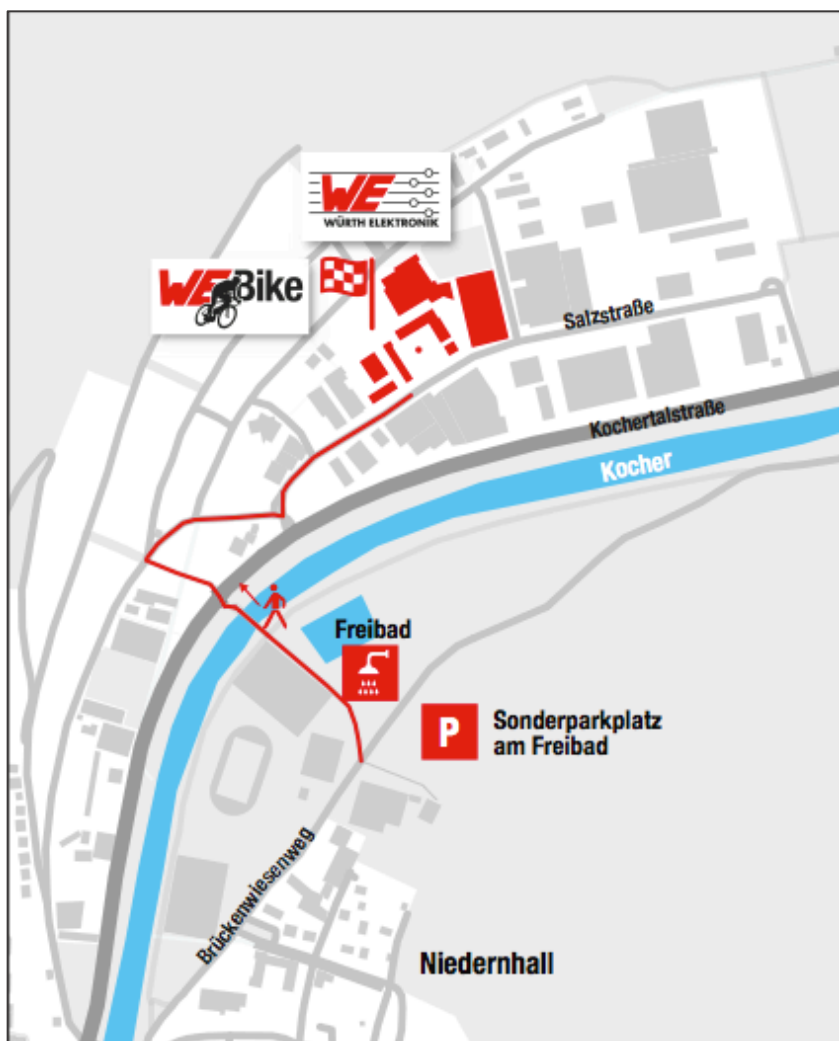 WE
WÜRTH ELEKTRONIK
WE Bike
Salzstraße
Kochertalstraße
Kocher
Freibad
P
Sonderparkplatz
am Freibad
Brückenwiesenweg
Niedernhall